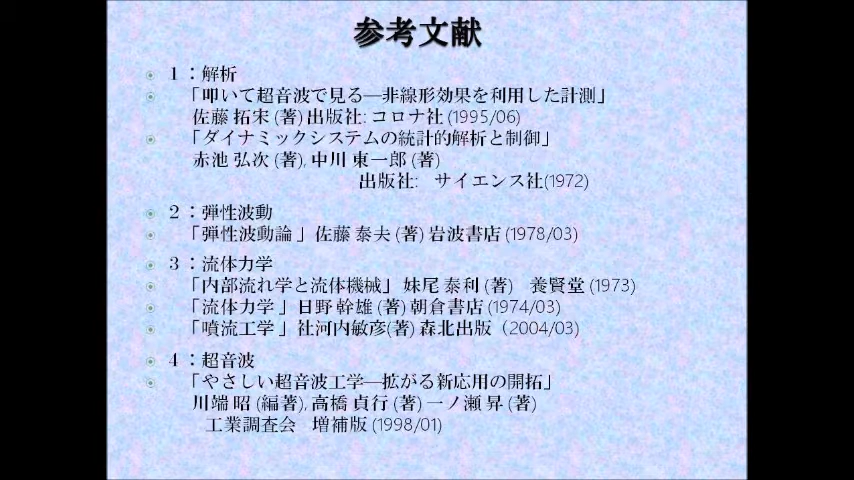 参考文献
１：解析
「叩いて超音波で見る―非線形効果を利用した計測」
佐藤 拓宋 (著) 出版社: コロナ社 (1995/06)
「ダイナミックシステムの統計的解析と制御」
赤池 弘次 (著), 中川 東一郎 (著)
出版社:　サイエンス社(1972)
２：弾性波動
「弾性波動論 」佐藤 泰夫 (著) 岩波書店 (1978/03)
３：流体力学
「内部流れ学と流体機械」 妹尾 泰利 (著)　養賢堂 (1973)
「流体力学 」日野 幹雄 (著) 朝倉書店 (1974/03)
「噴流工学 」社河内敏彦(著) 森北出版（2004/03)
４：超音波
「やさしい超音波工学―拡がる新応用の開拓」
川端 昭 (編著), 高橋 貞行 (著) 一ノ瀬 昇 (著)
工業調査会　増補版 (1998/01)